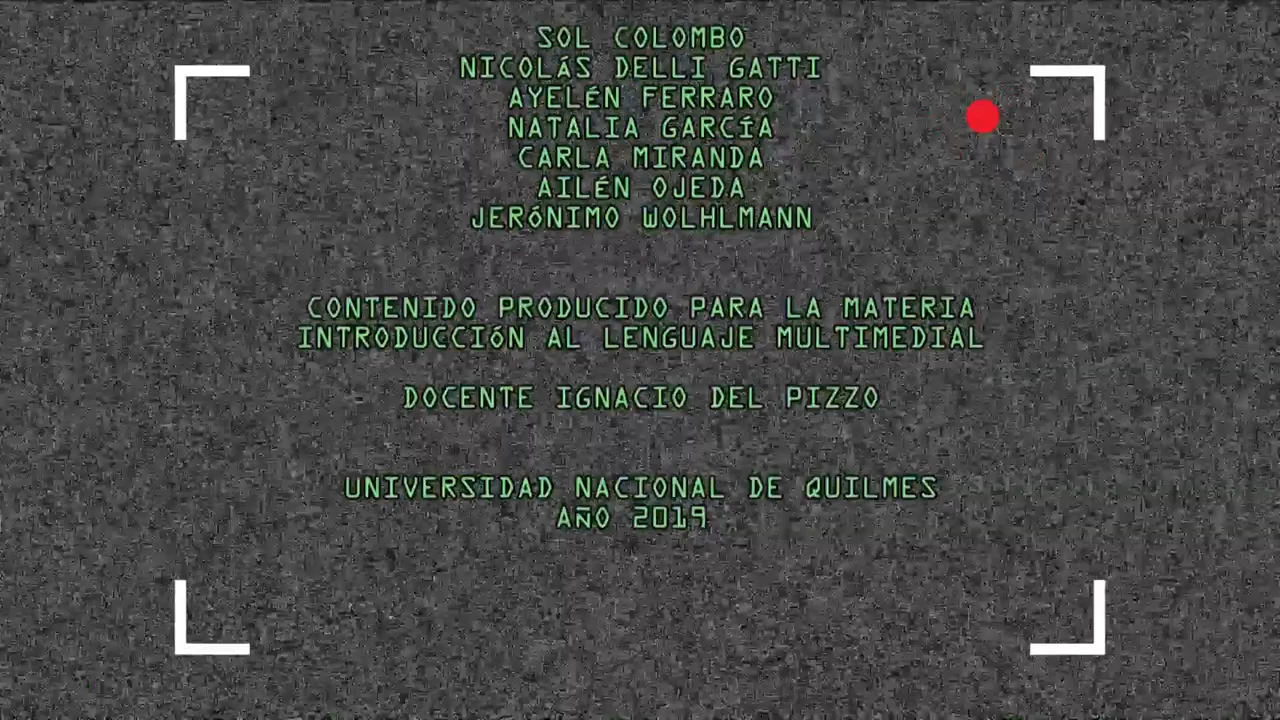 SOL COLOMBO
NICOLÁS DELLI GATTI
AYELÉN FERRARO
NATALIA GARCÍA
CARLA MIRANDA
AILÉN OJEDA
JERÓNIMO WOLHLMANN
CONTENIDO PRODUCIDO PARA LA MATERIA
INTRODUCCIÓN AL LENGUAJE MULTIMEDIAL
DOCENTE IGNACIO DEL PIZZO
UNIVERSIDAD NACIONAL DE QUILMES
AÑO 2019